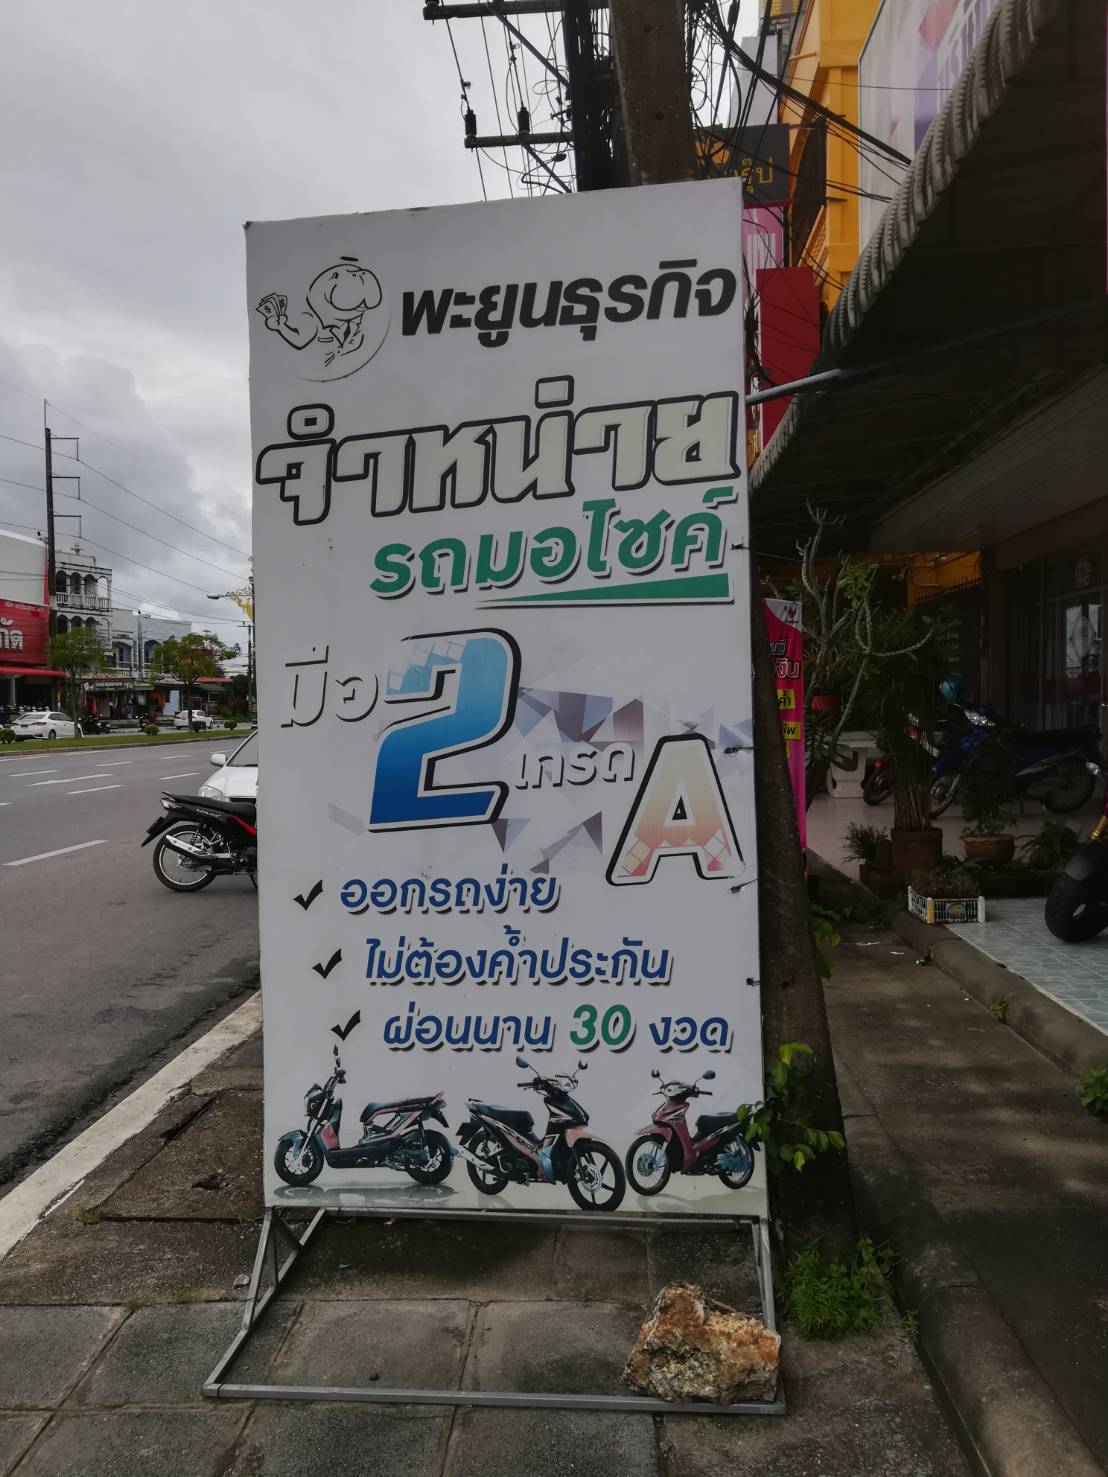 พะยูนธุรกิจ
จำหน่าย
รถมอไซค์
มือ 2 เกรด A
✓ ออกรถง่าย
✓ ไม่ต้องค้ำประกัน
✓ ผ่อนนาน 30 งวด